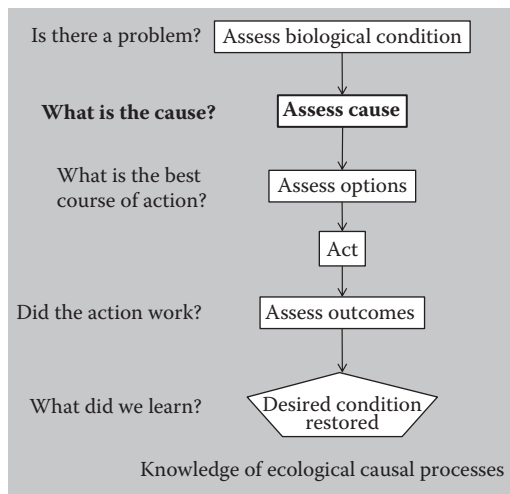 Is there a problem?
Assess biological condition
What is the cause?
Assess cause
What is the best
course of action?
Assess options
Act
Did the action work?
Assess outcomes
What did we learn?
Desired condition
restored
Knowledge of ecological causal processes